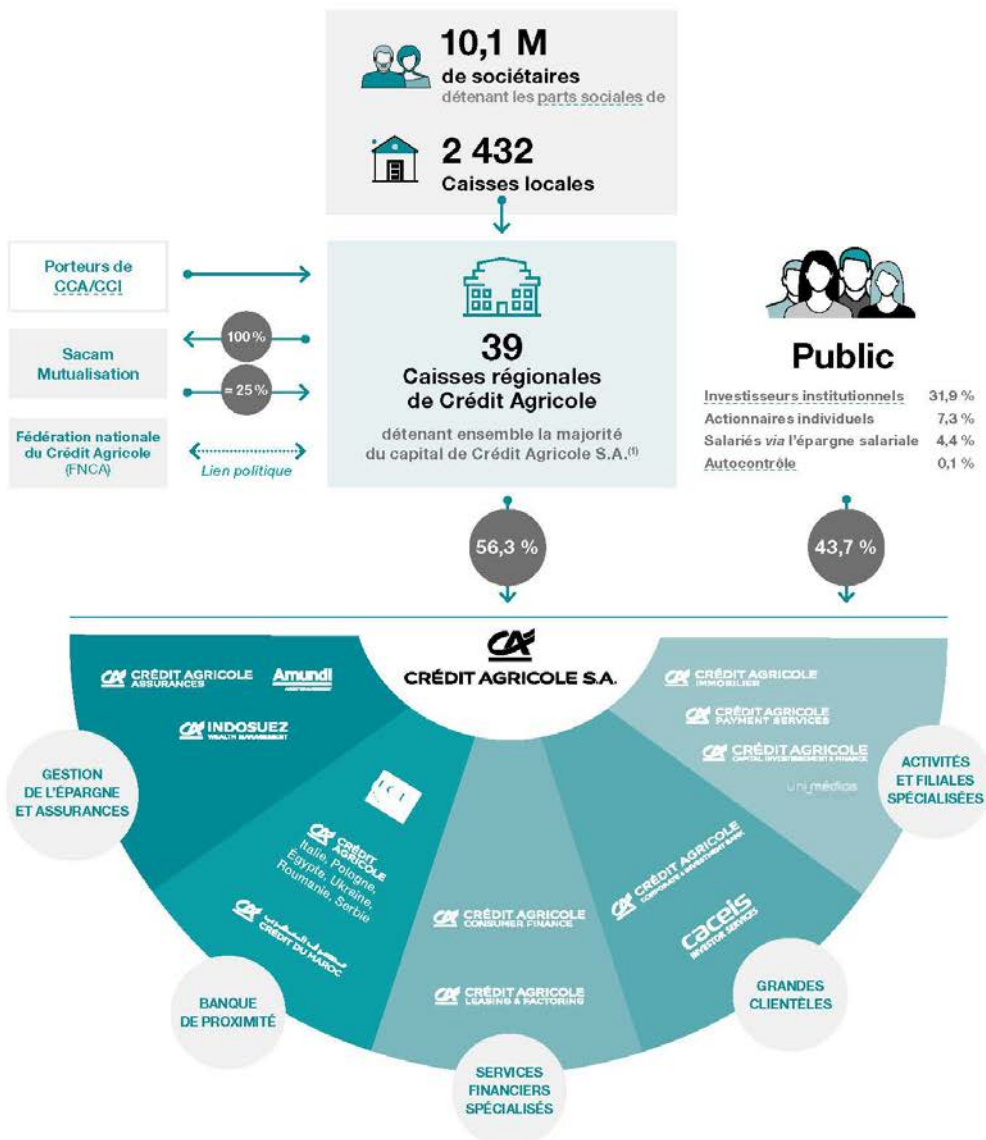 10,1 M
de sociétaires
détenant les parts sociales de
2 432
Caisses locales
Porteurs de
CCA/CCI
100 %
Sacam
Mutualisation
= 25 %
Fédération nationale
du Crédit Agricole
(FNCA)
Lien politique
39
Caisses régionales
de Crédit Agricole
détenant ensemble la majorité
du capital de Crédit Agricole S.A.(1)
Public
Investisseurs institutionnels 31,9 %
Actionnaires individuels 7,3 %
Salariés via l'épargne salariale 4,4 %
Autocontrôle 0,1 %
56,3 %
43,7 %
CRÉDIT AGRICOLE S.A.
CRÉDIT AGRICOLE
ASSURANCES
Amundi
INDOSUEZ
WEALTH MANAGEMENT
GESTION
DE L'ÉPARGNE
ET ASSURANCES
LCL
CRÉDIT
AGRICOLE
Italie, Pologne,
Égypte, Ukraine,
Roumanie, Serbie
CRÉDIT DU MAROC
BANQUE
DE PROXIMITÉ
CRÉDIT AGRICOLE
CONSUMER FINANCE
CRÉDIT AGRICOLE
LEASING & FACTORING
SERVICES
FINANCIERS
SPÉCIALISÉS
CRÉDIT AGRICOLE
CORPORATE & INVESTMENT BANK
caceis
INVESTOR SERVICES
GRANDES
CLIENTÈLES
CRÉDIT AGRICOLE
IMMOBILIER
CRÉDIT AGRICOLE
PAYMENT SERVICES
CRÉDIT AGRICOLE
CAPITAL INVESTISSEMENT & FINANCE
uni médias
ACTIVITÉS
ET FILIALES
SPÉCIALISÉES